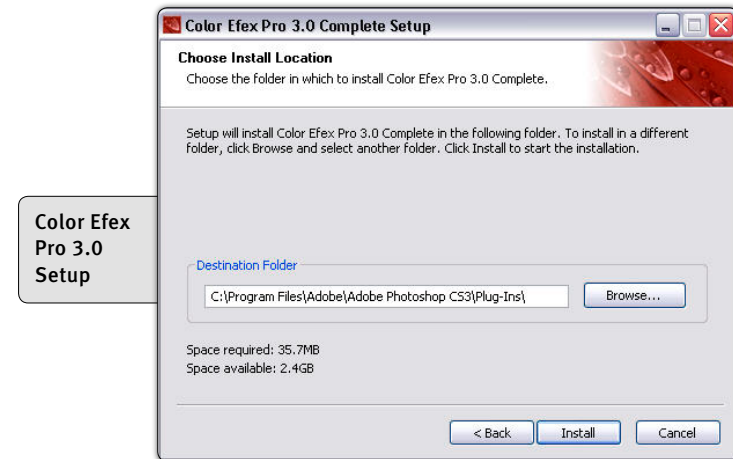 Color Efex Pro 3.0 Complete Setup
Choose Install Location
Choose the folder in which to install Color Efex Pro 3.0 Complete.
Setup will install Color Efex Pro 3.0 Complete in the following folder. To install in a different
folder, click Browse and select another folder. Click Install to start the installation.
Color Efex
Pro 3.0
Setup
Destination Folder
C:\Program Files\Adobe\Adobe Photoshop CS3\Plug-Ins\
Browse...
Space required: 35.7MB
Space available: 2.4GB
< Back
Install
Cancel